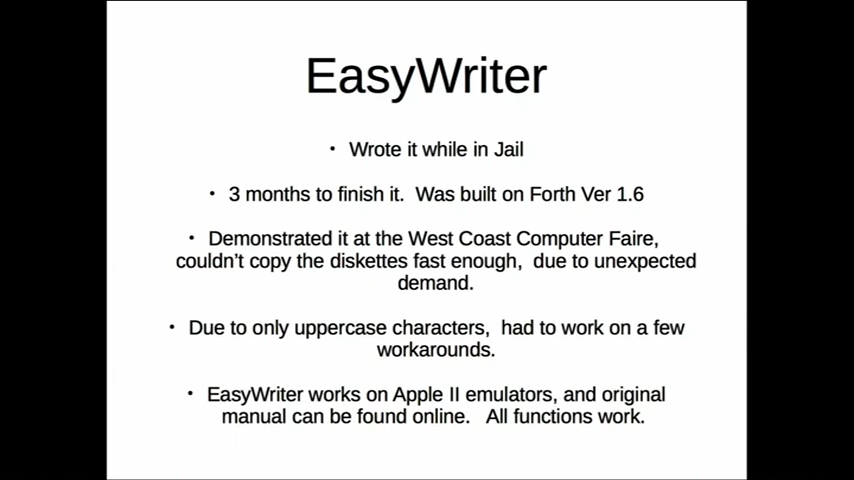 EasyWriter
• Wrote it while in Jail
• 3 months to finish it.  Was built on Forth Ver 1.6
• Demonstrated it at the West Coast Computer Faire,
couldn't copy the diskettes fast enough,  due to unexpected
demand.
• Due to only uppercase characters,  had to work on a few
workarounds.
• EasyWriter works on Apple II emulators, and original
manual can be found online.   All functions work.